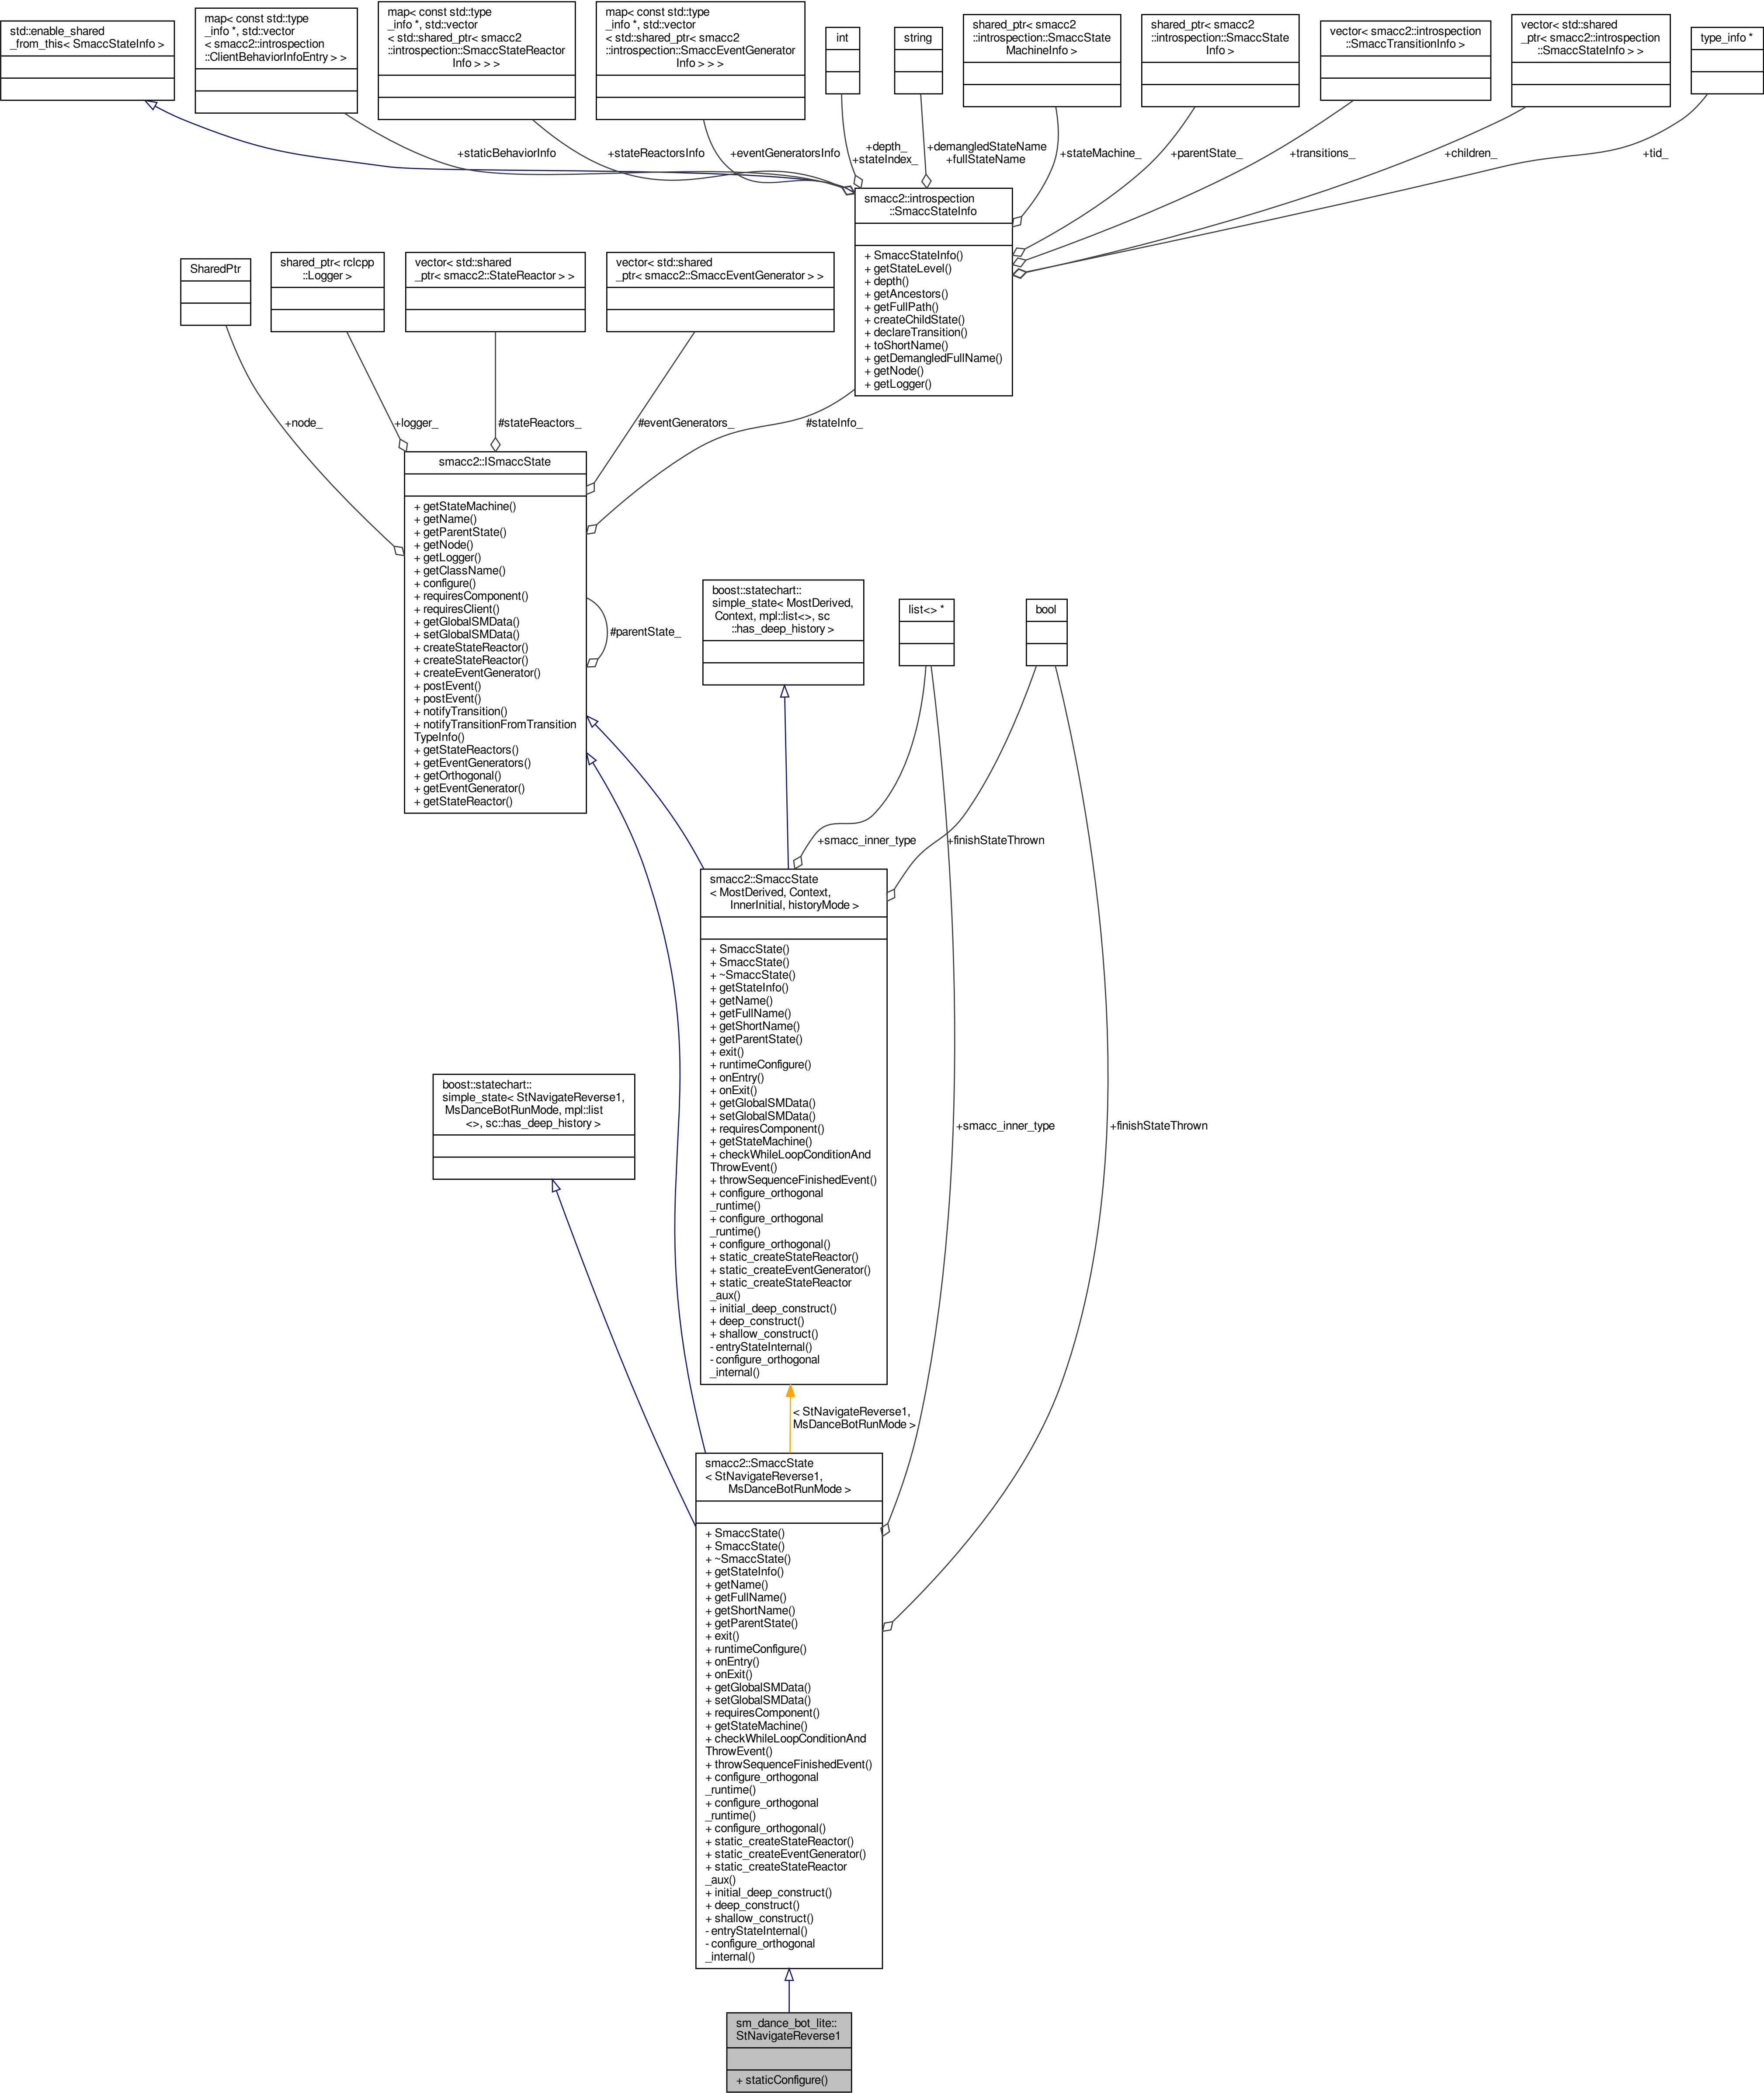 std::enable_shared
_from_this< SmaccStateInfo >
map< const std::type
_info *, std::vector
< smacc2::introspection
::ClientBehaviorInfoEntry > >
map< const std::type
_info *, std::vector
< std::shared_ptr< smacc2
::introspection::SmaccStateReactor
Info > > >
map< const std::type
_info *, std::vector
< std::shared_ptr< smacc2
::introspection::SmaccEventGenerator
Info > > >
int
string
shared_ptr< smacc2
::introspection::SmaccState
MachineInfo >
shared_ptr< smacc2
::introspection::SmaccState
Info >
vector< smacc2::introspection
::SmaccTransitionInfo >
vector< std::shared
_ptr< smacc2::introspection
::SmaccStateInfo > >
type_info *
+staticBehaviorInfo
+stateReactorsInfo
+eventGeneratorsInfo
+depth_
+stateIndex_
+demangledStateName
+fullStateName
+stateMachine_
+parentState_
+transitions_
+children_
+tid_
smacc2::introspection
::SmaccStateInfo
+ SmaccStateInfo()
+ getStateLevel()
+ depth()
+ getAncestors()
+ getFullPath()
+ createChildState()
+ declareTransition()
+ toShortName()
+ getDemangledFullName()
+ getNode()
+ getLogger()
SharedPtr
shared_ptr< rclcpp
::Logger >
vector< std::shared
_ptr< smacc2::StateReactor > >
vector< std::shared
_ptr< smacc2::SmaccEventGenerator > >
+node_
+logger_
#stateReactors_
#eventGenerators_
#stateInfo_
smacc2::ISmaccState
+ getStateMachine()
+ getName()
+ getParentState()
+ getNode()
+ getLogger()
+ getClassName()
+ configure()
+ requiresComponent()
+ requiresClient()
+ getGlobalSMData()
+ setGlobalSMData()
+ createStateReactor()
+ createStateReactor()
+ createEventGenerator()
+ postEvent()
+ postEvent()
+ notifyTransition()
+ notifyTransitionFromTransition
TypeInfo()
+ getStateReactors()
+ getEventGenerators()
+ getOrthogonal()
+ getEventGenerator()
+ getStateReactor()
#parentState_
boost::statechart::
simple_state< MostDerived,
Context, mpl::list<>, sc
::has_deep_history >
list<> *
bool
+smacc_inner_type
+finishStateThrown
smacc2::SmaccState
< MostDerived, Context,
InnerInitial, historyMode >
+ SmaccState()
+ SmaccState()
+ ~SmaccState()
+ getStateInfo()
+ getName()
+ getFullName()
+ getShortName()
+ getParentState()
+ exit()
+ runtimeConfigure()
+ onEntry()
+ onExit()
+ getGlobalSMData()
+ setGlobalSMData()
+ requiresComponent()
+ getStateMachine()
+ checkWhileLoopConditionAnd
ThrowEvent()
+ throwSequenceFinishedEvent()
+ configure_orthogonal
_runtime()
+ configure_orthogonal
_runtime()
+ configure_orthogonal()
+ static_createStateReactor()
+ static_createEventGenerator()
+ static_createStateReactor
_aux()
+ initial_deep_construct()
+ deep_construct()
+ shallow_construct()
- entryStateInternal()
- configure_orthogonal
_internal()
boost::statechart::
simple_state< StNavigateReverse1,
MsDanceBotRunMode, mpl::list
<>, sc::has_deep_history >
+smacc_inner_type
+finishStateThrown
< StNavigateReverse1,
MsDanceBotRunMode >
smacc2::SmaccState
< StNavigateReverse1,
MsDanceBotRunMode >
+ SmaccState()
+ SmaccState()
+ ~SmaccState()
+ getStateInfo()
+ getName()
+ getFullName()
+ getShortName()
+ getParentState()
+ exit()
+ runtimeConfigure()
+ onEntry()
+ onExit()
+ getGlobalSMData()
+ setGlobalSMData()
+ requiresComponent()
+ getStateMachine()
+ checkWhileLoopConditionAnd
ThrowEvent()
+ throwSequenceFinishedEvent()
+ configure_orthogonal
_runtime()
+ configure_orthogonal
_runtime()
+ configure_orthogonal()
+ static_createStateReactor()
+ static_createEventGenerator()
+ static_createStateReactor
_aux()
+ initial_deep_construct()
+ deep_construct()
+ shallow_construct()
- entryStateInternal()
- configure_orthogonal
_internal()
sm_dance_bot_lite::
StNavigateReverse1
+ staticConfigure()